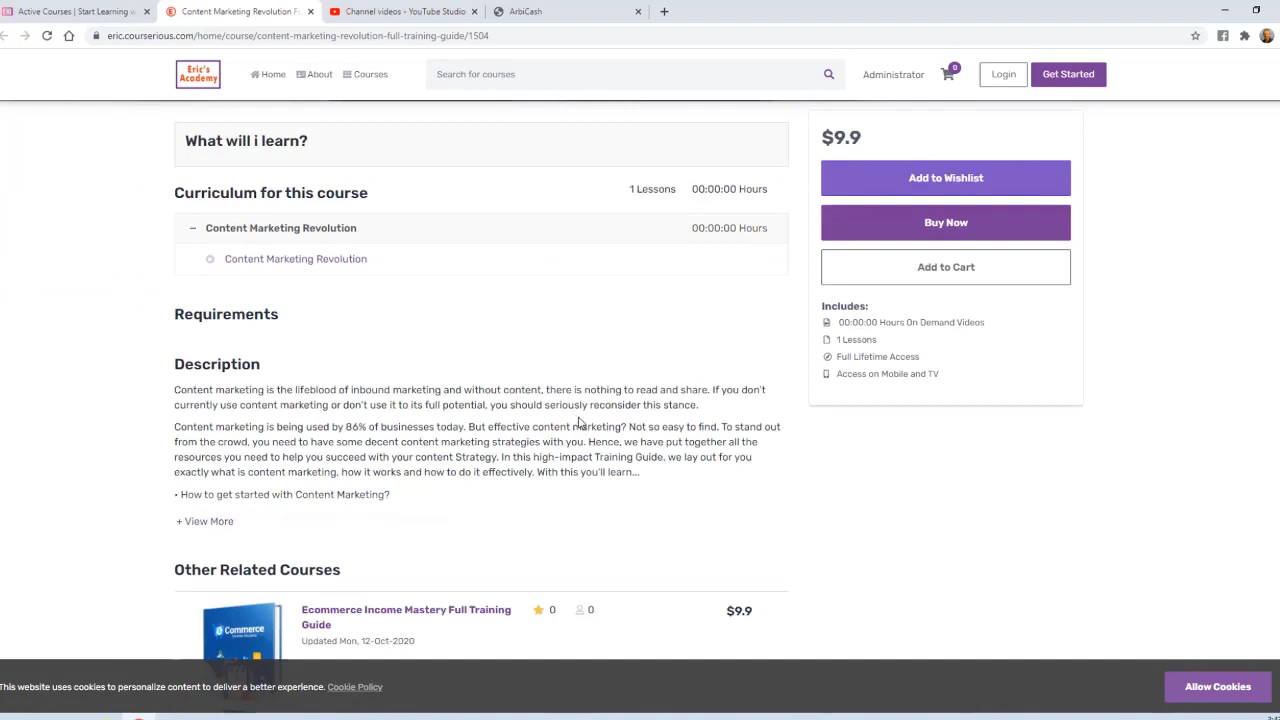 Active Courses | Start Learning w
Content Marketing Revolution F
Channel videos - YouTube Studio
ArbiCash
eric.courserious.com/home/course/content-marketing-revolution-full-training-guide/1504
Eric's
Academy
Home
About
Courses
Search for courses
Administrator
0
Login
Get Started
What will i learn?
$9.9
Add to Wishlist
Curriculum for this course
1 Lessons
00:00:00 Hours
Content Marketing Revolution
00:00:00 Hours
Buy Now
Content Marketing Revolution
Add to Cart
Includes:
00:00:00 Hours On Demand Videos
1 Lessons
Full Lifetime Access
Access on Mobile and TV
Requirements
Description
Content marketing is the lifeblood of inbound marketing and without content, there is nothing to read and share. If you don't
currently use content marketing or don't use it to its full potential, you should seriously reconsider this stance.
Content marketing is being used by 86% of businesses today. But effective content marketing? Not so easy to find. To stand out
from the crowd, you need to have some decent content marketing strategies with you. Hence, we have put together all the
resources you need to help you succeed with your content Strategy. In this high-impact Training Guide, we lay out for you
exactly what is content marketing, how it works and how to do it effectively. With this you'll learn...
• How to get started with Content Marketing?
+ View More
Other Related Courses
eCommerce
Ecommerce Income Mastery Full Training
Guide
0
0
$9.9
Updated Mon, 12-Oct-2020
This website uses cookies to personalize content to deliver a better experience. Cookie Policy
Allow Cookies